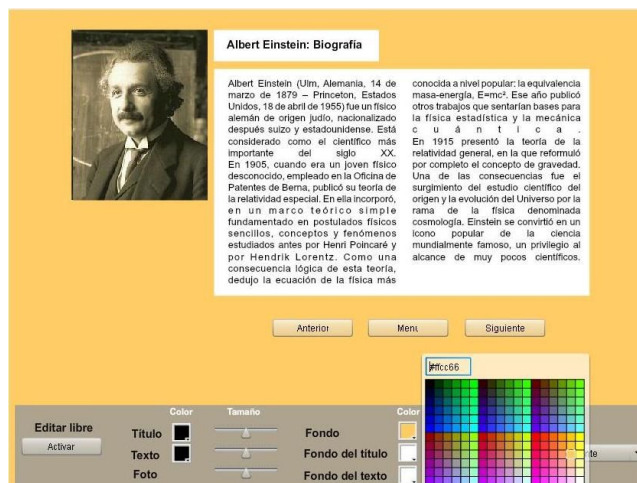 Albert Einstein: Biografía
Albert Einstein (Ulm, Alemania, 14 de
marzo de 1879 – Princeton, Estados
Unidos, 18 de abril de 1955) fue un físico
alemán de origen judío, nacionalizado
después suizo y estadounidense. Está
considerado como el científico más
importante del siglo XX.
En 1905, cuando era un joven físico
desconocido, empleado en la Oficina de
Patentes de Berna, publicó su teoría de
la relatividad especial. En ella incorporó,
en un marco teórico simple
fundamentado en postulados físicos
sencillos, conceptos y fenómenos
estudiados antes por Henri Poincaré y
por Hendrik Lorentz. Como una
consecuencia lógica de esta teoría,
dedujo la ecuación de la física más
conocida a nivel popular: la equivalencia
masa-energía, E=mc². Ese año publicó
otros trabajos que sentarían bases para
la física estadística y la mecánica
cuántica.
En 1915 presentó la teoría de la
relatividad general, en la que reformuló
por completo el concepto de gravedad.
Una de las consecuencias fue el
surgimiento del estudio científico del
origen y la evolución del Universo por la
rama de la física denominada
cosmología. Einstein se convirtió en un
icono popular de la ciencia
mundialmente famoso, un privilegio al
alcance de muy pocos científicos.
Anterior
Menú
Siguiente
#ffcc66
Color
Tamaño
Color
Editar libre
Activar
Título
Texto
Foto
Fondo
Fondo del título
Fondo del texto